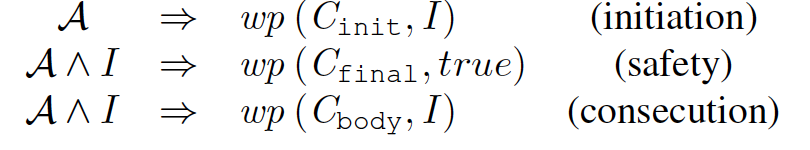 𝒜 ⇒ wp (C_init, I) (initiation)
𝒜 ∧ I ⇒ wp (C_final, true) (safety)
𝒜 ∧ I ⇒ wp (C_body, I) (consecution)